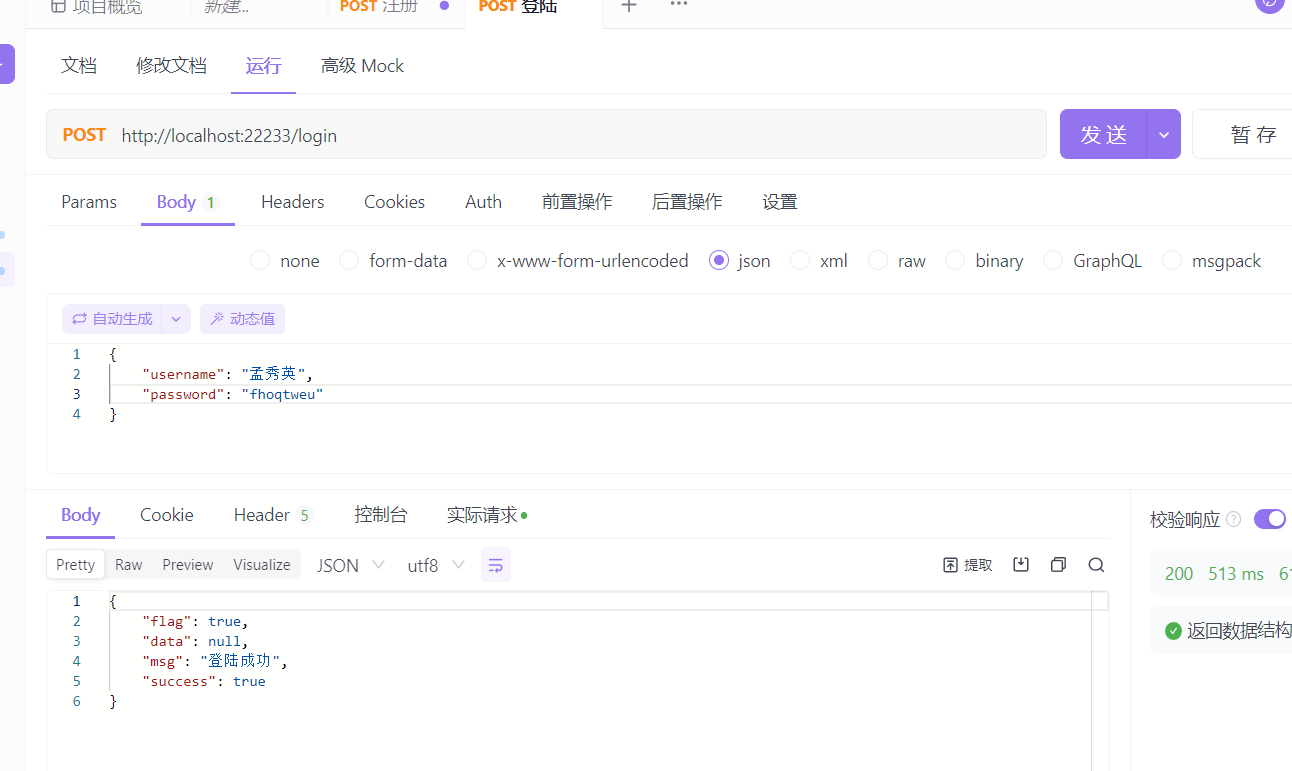 项目概览 新建... POST 注册 POST 登陆
文档 修改文档 运行 高级 Mock
POST http://localhost:22233/login 发送 暂存
Params Body 1 Headers Cookies Auth 前置操作 后置操作 设置
none form-data x-www-form-urlencoded json xml raw binary GraphQL msgpack
自动生成 动态值
1 {
2 "username": "孟秀英",
3 "password": "fhoqtweu"
4 }
Body Cookie Header 5 控制台 实际请求 校验响应
Pretty Raw Preview Visualize JSON utf8 提取 200 513 ms
1 {
2 "flag": true,
3 "data": null, 返回数据结构
4 "msg": "登陆成功",
5 "success": true
6 }